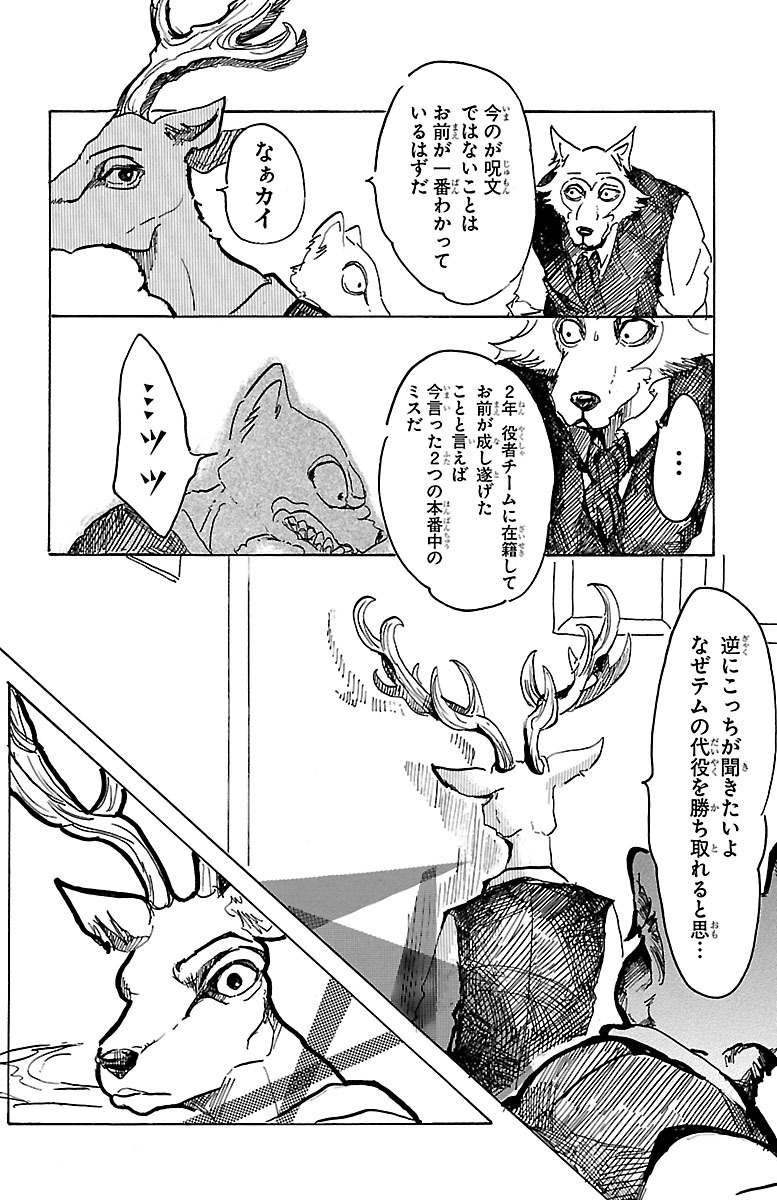 今のが呪文
ではないことは
お前が一番わかって
いるはずだ
なぁカイ
…
2年 役者チームに在籍して
お前が成し遂げた
ことと言えば
今言った2つの本番中の
ミスだ
…ッッ
逆にこっちが聞きたいよ
なぜテムの代役を勝ち取れると思…